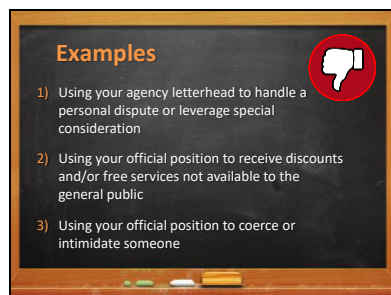 Examples
1) Using your agency letterhead to handle a
personal dispute or leverage special
consideration
2) Using your official position to receive discounts
and/or free services not available to the
general public
3) Using your official position to coerce or
intimidate someone